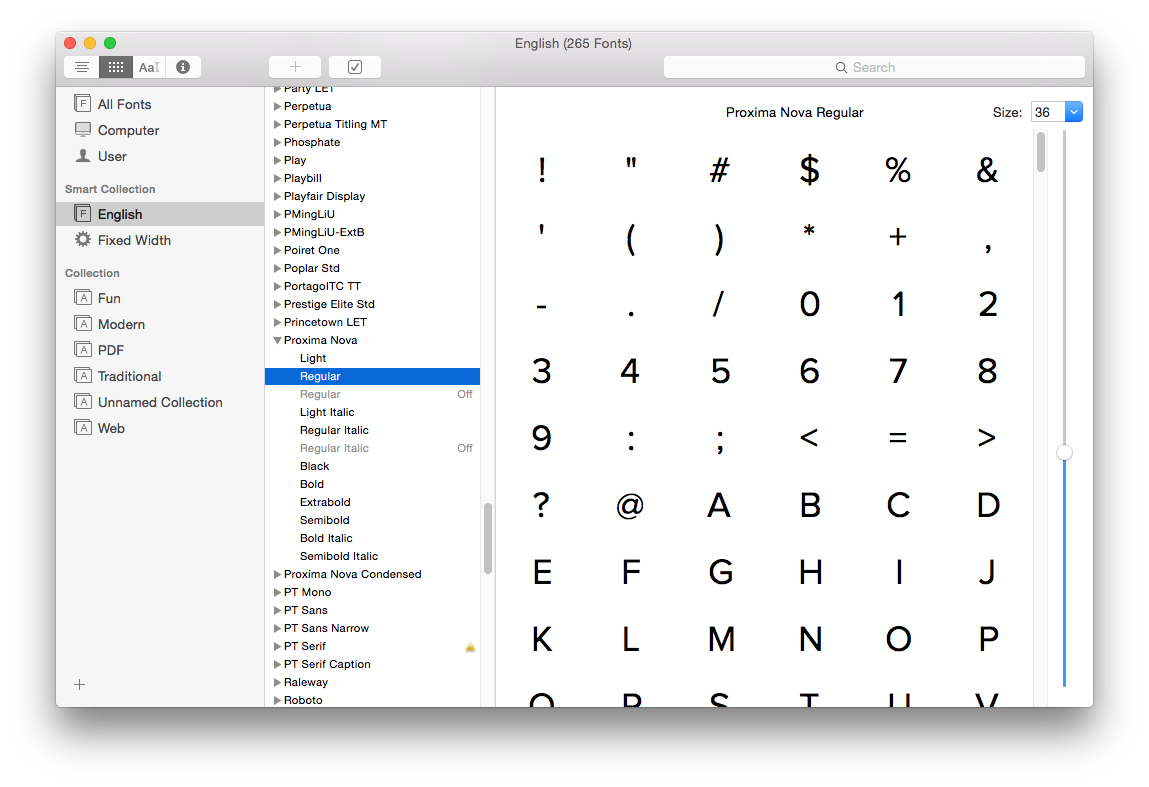 English (265 Fonts)
AaI
Search
All Fonts
Computer
User
Smart Collection
English
Fixed Width
Collection
Fun
Modern
PDF
Traditional
Unnamed Collection
Web
Party LET
Perpetua
Perpetua Titling MT
Phosphate
Play
Playbill
Playfair Display
PMingLiU
PMingLiU-ExtB
Poiret One
Poplar Std
PortagoITC TT
Prestige Elite Std
Princetown LET
Proxima Nova
Light
Regular
Regular Off
Light Italic
Regular Italic
Regular Italic Off
Black
Bold
Extrabold
Semibold
Bold Italic
Semibold Italic
Proxima Nova Condensed
PT Mono
PT Sans
PT Sans Narrow
PT Serif
PT Serif Caption
Raleway
Roboto
Proxima Nova Regular
Size: 36
! " # $ % &
' ( ) * + ,
- . / 0 1 2
3 4 5 6 7 8
9 : ; < = >
? @ A B C D
E F G H I J
K L M N O P
Q R S T U V